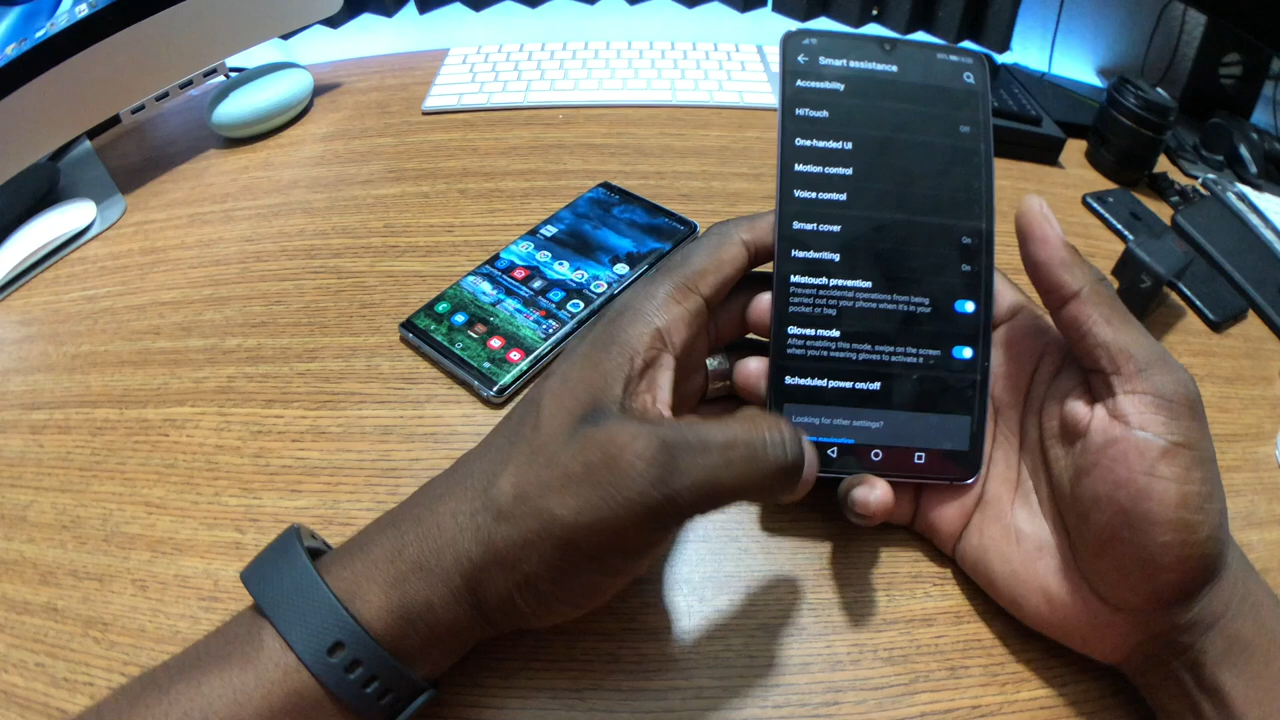 Smart assistance
Accessibility
HiTouch
Off
One-handed UI
Motion control
Voice control
Smart cover
On
Handwriting
On
Mistouch prevention
Prevent accidental operations from being
carried out on your phone when it's in your
pocket or bag
Gloves mode
After enabling this mode, swipe on the screen
when you're wearing gloves to activate it
Scheduled power on/off
Looking for other settings?
navigation
7